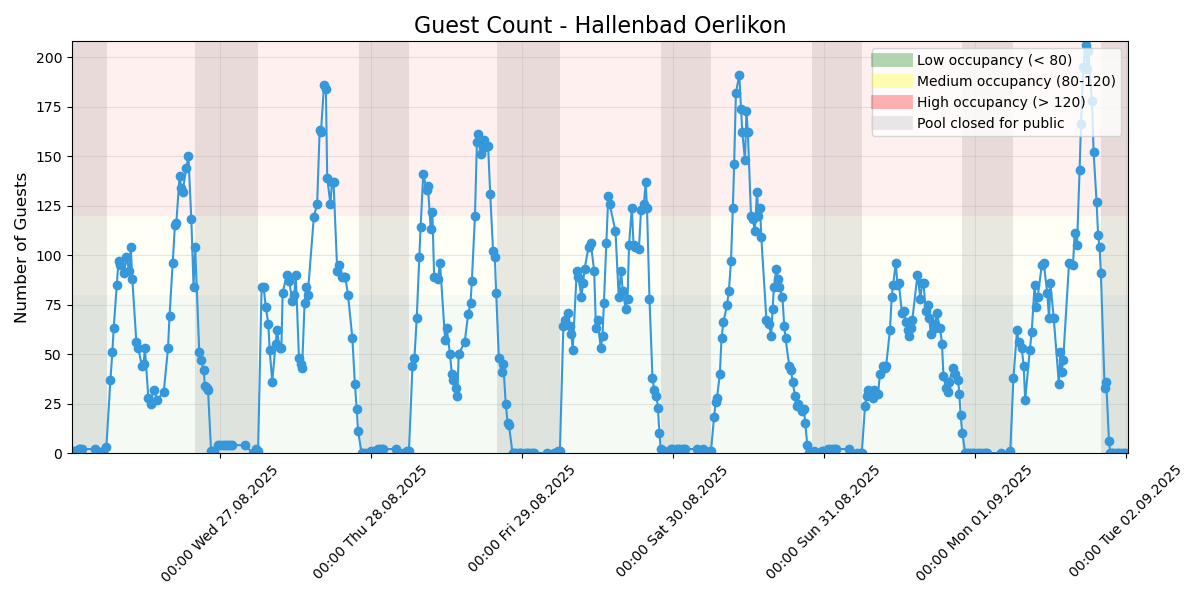 Guest Count - Hallenbad Oerlikon
Low occupancy (< 80)
Medium occupancy (80-120)
High occupancy (> 120)
Pool closed for public
Number of Guests
200
175
150
125
100
75
50
25
0
00:00 Wed 27.08.2025
00:00 Thu 28.08.2025
00:00 Fri 29.08.2025
00:00 Sat 30.08.2025
00:00 Sun 31.08.2025
00:00 Mon 01.09.2025
00:00 Tue 02.09.2025